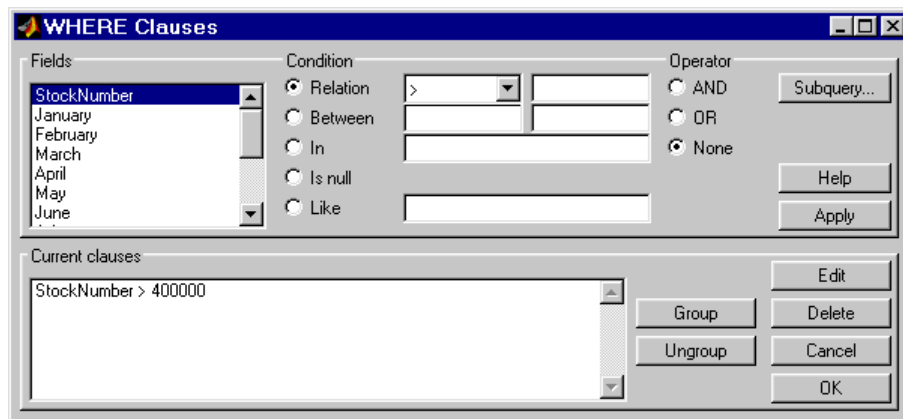 WHERE Clauses
Fields
StockNumber
January
February
March
April
May
June
Condition
Relation >
Between
In
Is null
Like
Operator
AND
OR
None
Subquery...
Help
Apply
Current clauses
StockNumber > 400000
Group
Ungroup
Edit
Delete
Cancel
OK